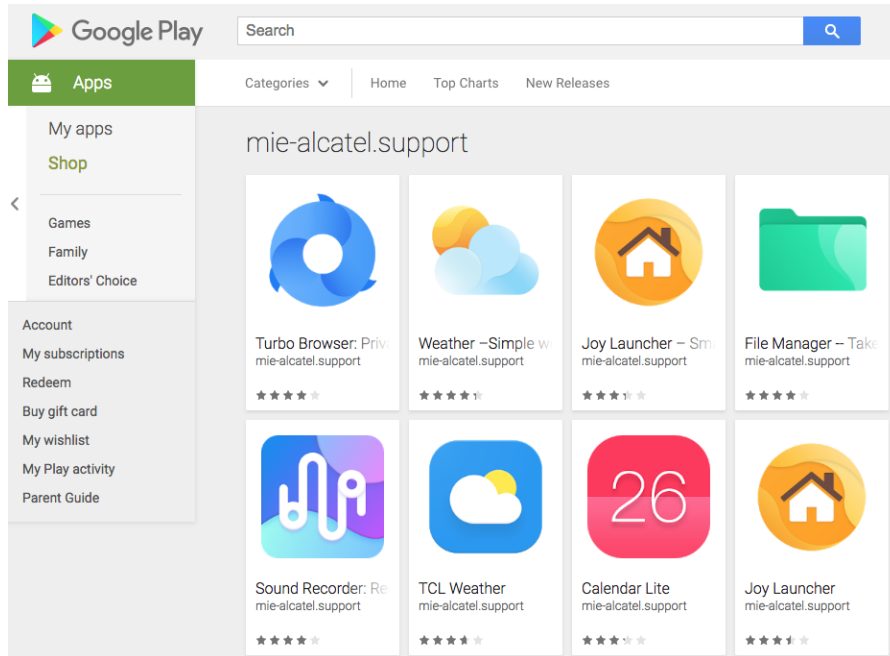 Google Play
Search
Apps
Categories
Home
Top Charts
New Releases
My apps
Shop
Games
Family
Editors' Choice
Account
My subscriptions
Redeem
Buy gift card
My wishlist
My Play activity
Parent Guide
mie-alcatel.support
Turbo Browser: Priv
mie-alcatel.support
Weather –Simple w
mie-alcatel.support
Joy Launcher – Sm
mie-alcatel.support
File Manager -- Take
mie-alcatel.support
Sound Recorder: Re
mie-alcatel.support
TCL Weather
mie-alcatel.support
26
Calendar Lite
mie-alcatel.support
Joy Launcher
mie-alcatel.support